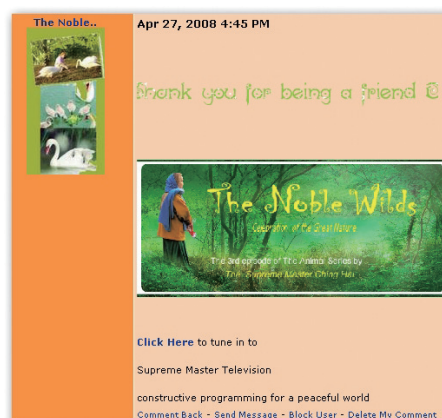 The Noble..
Apr 27, 2008 4:45 PM
Thank you for being a friend
The Noble Wilds
Celebration of the Great Nature
The 3rd episode of The Animal Series by
The Supreme Master Ching Hai
Click Here to tune in to
Supreme Master Television
constructive programming for a peaceful world
Comment Back - Send Message - Block User - Delete My Comment